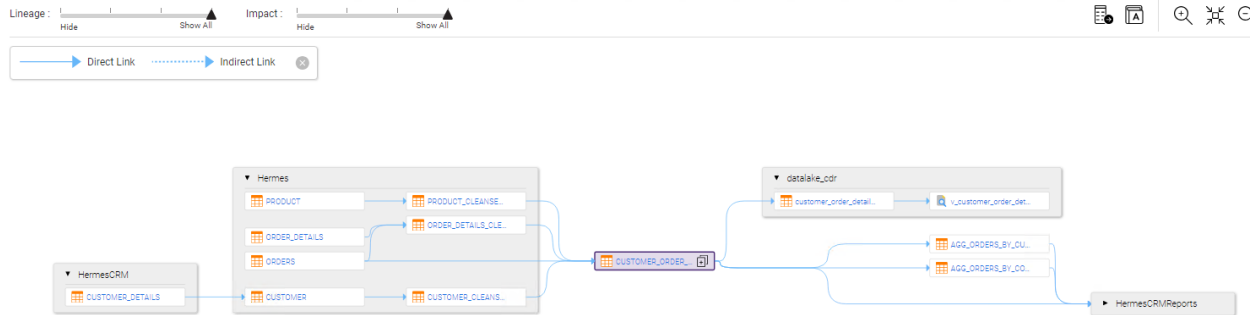 Lineage :
Hide
Show All
Impact :
Hide
Show All
Direct Link
Indirect Link
Hermes
PRODUCT
PRODUCT_CLEANSE...
ORDER_DETAILS
ORDER_DETAILS_CLE...
ORDERS
CUSTOMER
CUSTOMER_CLEANS...
HermesCRM
CUSTOMER_DETAILS
CUSTOMER_ORDER_...
datalake_cdr
customer_order_detail...
v_customer_order_det...
AGG_ORDERS_BY_CU...
AGG_ORDERS_BY_CO...
HermesCRMReports